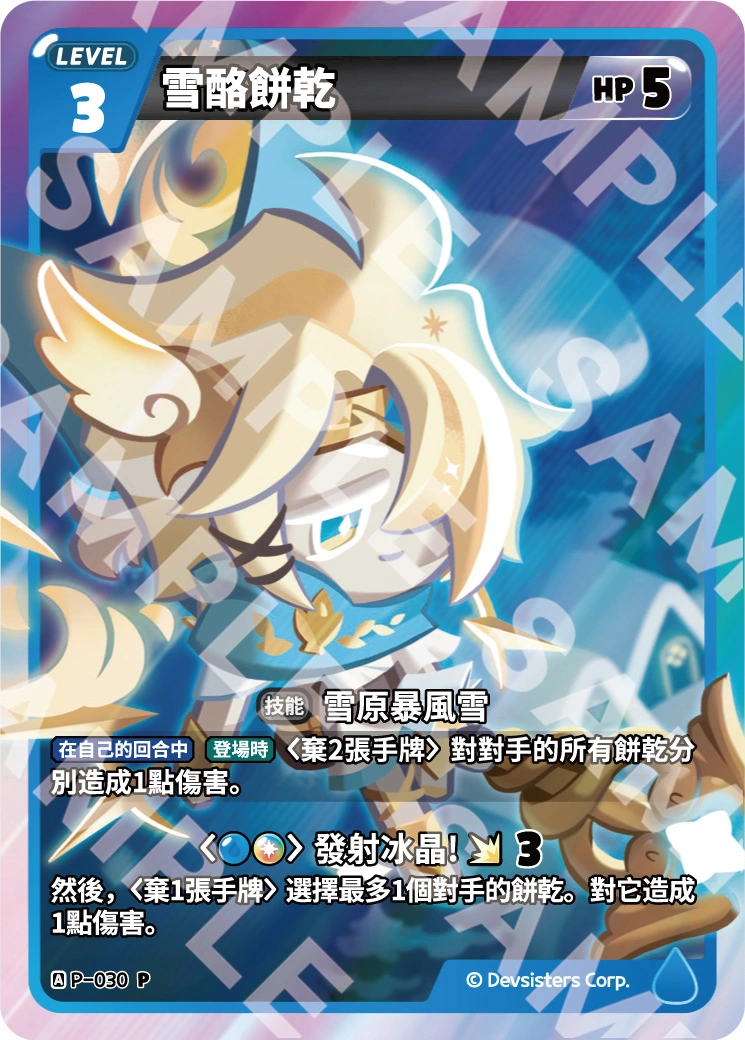 LEVEL
3
雪酪餅乾
HP 5
技能 雪原暴風雪
在自己的回合中 登場時〈棄2張手牌〉對對手的所有餅乾分
別造成1點傷害。
〈 〉發射冰晶! 3
然後,〈棄1張手牌〉選擇最多1個對手的餅乾。對它造成
1點傷害。
A P-030 P
© Devsisters Corp.
SAMPLE SAMPLE SAMPLE
SAMPLE SAMPLE SAMPLE